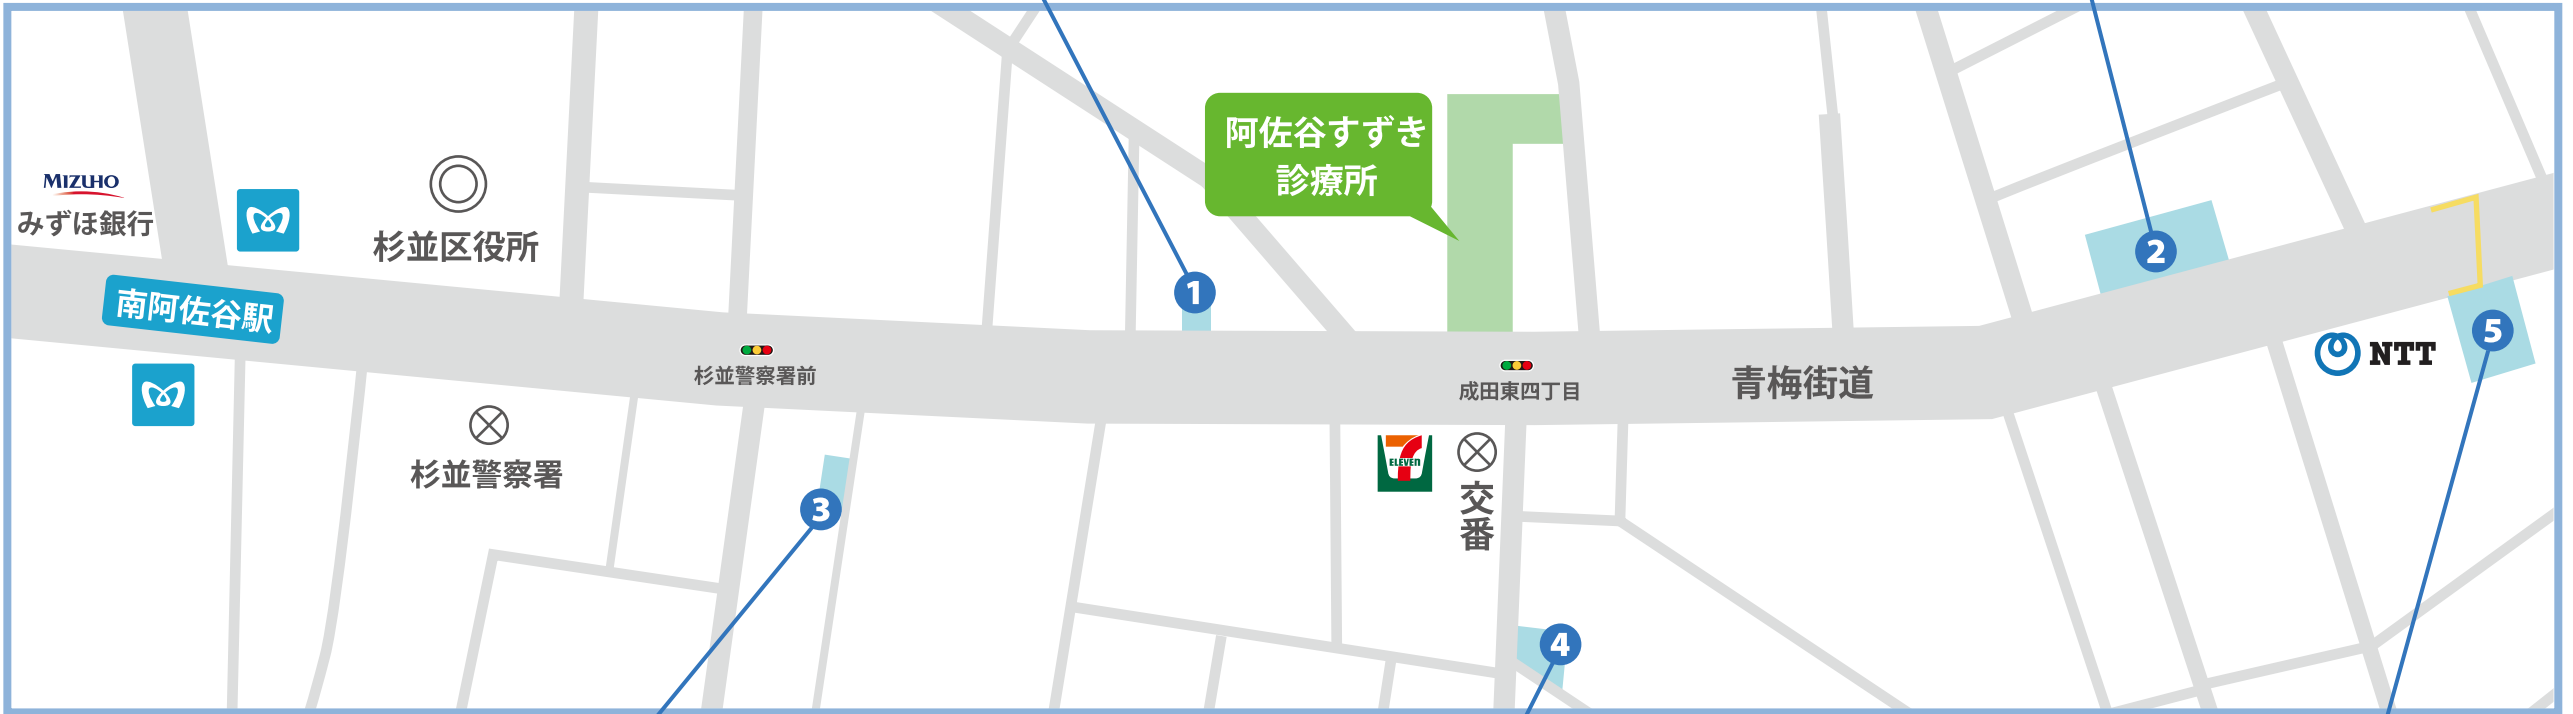 MIZUHO
みずほ銀行
杉並区役所
南阿佐谷駅
杉並警察署
杉並警察署前
3
1
阿佐谷すずき
診療所
成田東四丁目
7
ELEVEn
交番
4
青梅街道
2
NTT
5